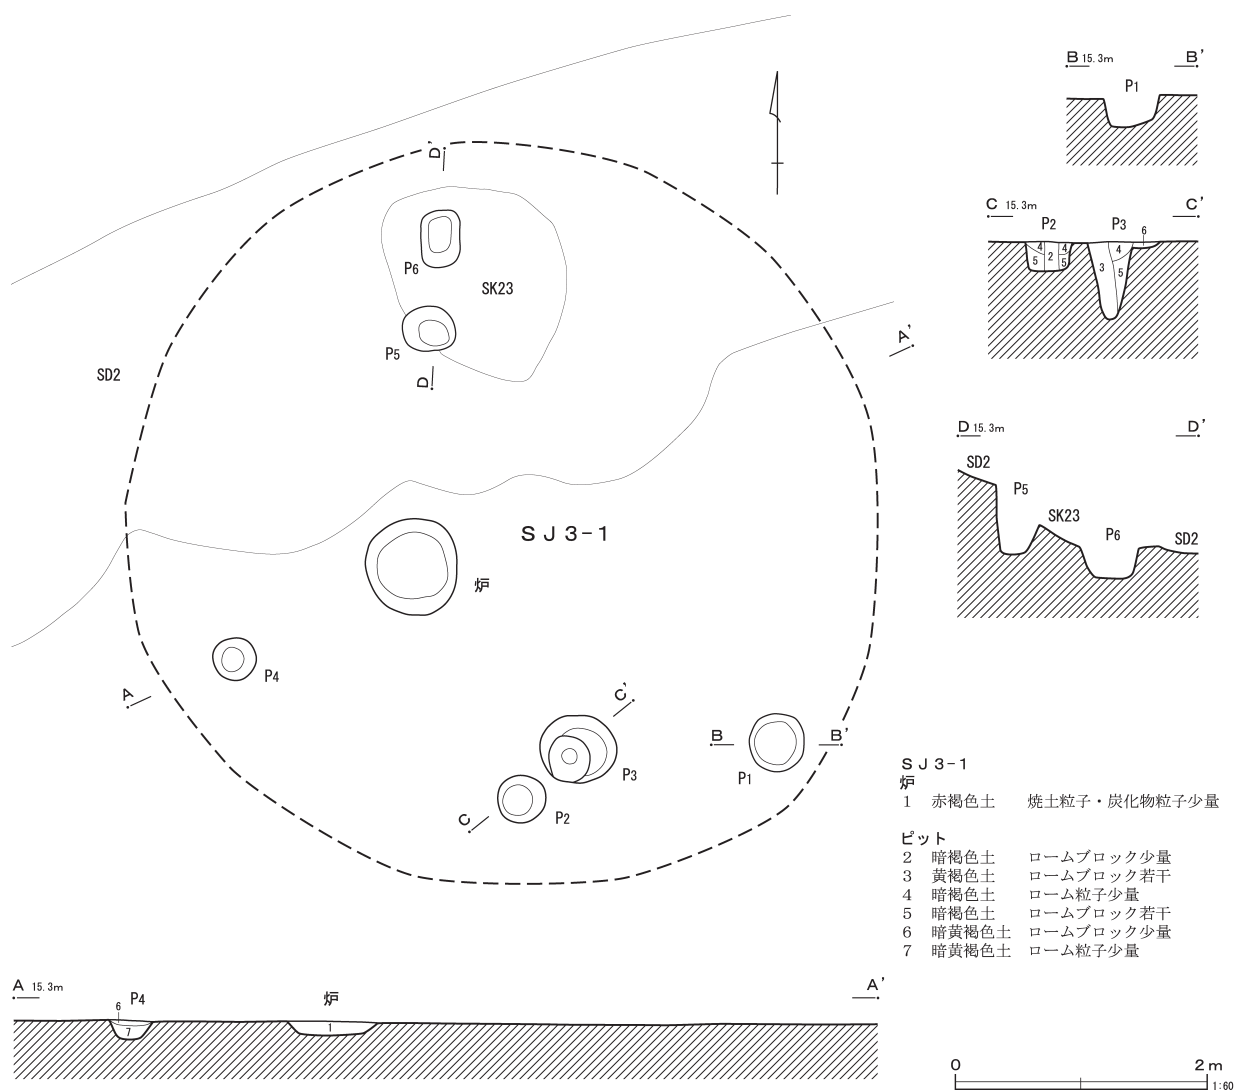 D'
P6
SK23
P5
D
SD2
A'
SJ3-1
炉
P4
A
C'
P3
B B'
P1
P2
C
B 15.3m B'
P1
C 15.3m C'
P2 P3 6
4 4 4
5 2 5 3 5
D 15.3m D'
SD2
P5
SK23
P6
SD2
SJ3-1
炉
1 赤褐色土 焼土粒子・炭化物粒子少量
ピット
2 暗褐色土 ロームブロック少量
3 黄褐色土 ロームブロック若干
4 暗褐色土 ローム粒子少量
5 暗褐色土 ロームブロック若干
6 暗黄褐色土 ロームブロック少量
7 暗黄褐色土 ローム粒子少量
A 15.3m A'
P4 炉
6
7 1
0 2m
1:60